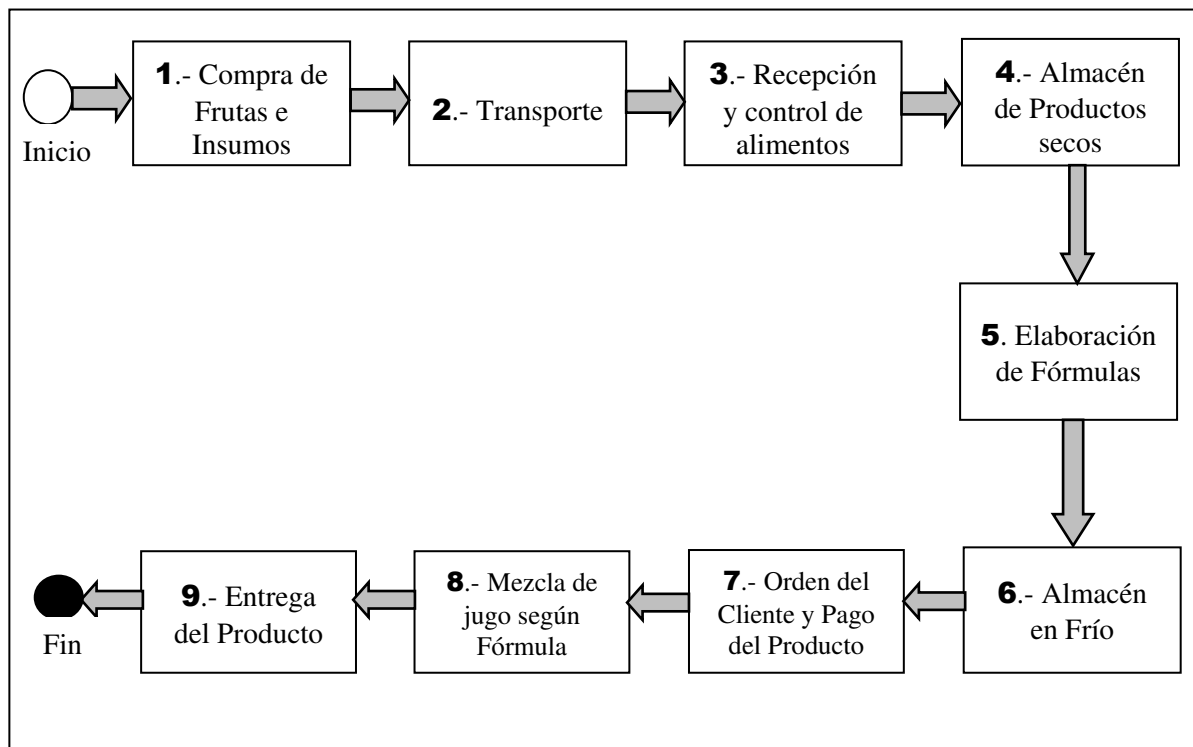 Inicio
1.- Compra de
Frutas e
Insumos
2.- Transporte
3.- Recepción
y control de
alimentos
4.- Almacén
de Productos
secos
5. Elaboración
de Fórmulas
6.- Almacén
en Frío
7.- Orden del
Cliente y Pago
del Producto
8.- Mezcla de
jugo según
Fórmula
9.- Entrega
del Producto
Fin